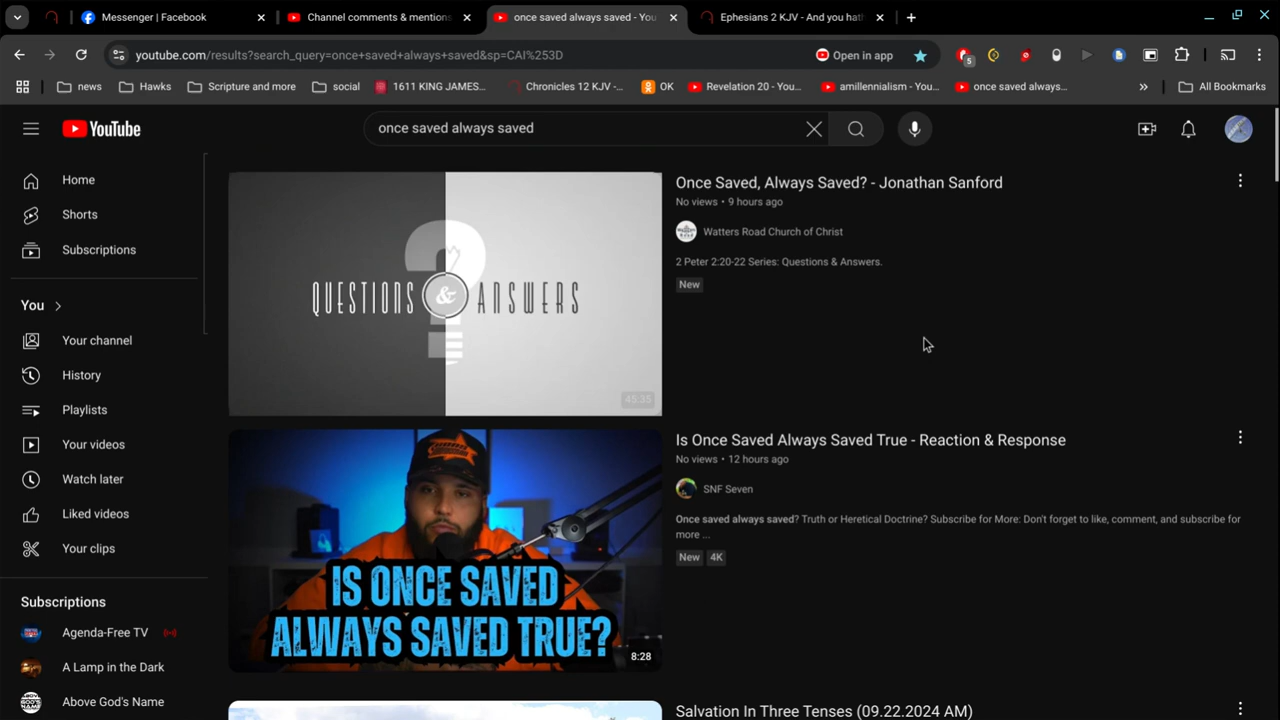 Messenger | Facebook
Channel comments & mentions
once saved always saved - You
Ephesians 2 KJV - And you hath
youtube.com/results?search_query=once+saved+always+saved&sp=CAI%253D
Open in app
5
news
Hawks
Scripture and more
social
1611 KING JAMES...
Chronicles 12 KJV -...
OK
Revelation 20 - You...
amillennialism - You...
once saved always...
All Bookmarks
YouTube
once saved always saved
Home
Shorts
Subscriptions
You
Your channel
History
Playlists
Your videos
Watch later
Liked videos
Your clips
Subscriptions
Agenda-Free TV
A Lamp in the Dark
Above God's Name
QUESTIONS & ANSWERS
45:35
Once Saved, Always Saved? - Jonathan Sanford
No views • 9 hours ago
Watters Road Church of Christ
2 Peter 2:20-22 Series: Questions & Answers.
New
IS ONCE SAVED
ALWAYS SAVED TRUE?
8:28
Is Once Saved Always Saved True - Reaction & Response
No views • 12 hours ago
SNF Seven
Once saved always saved? Truth or Heretical Doctrine? Subscribe for More: Don't forget to like, comment, and subscribe for
more ...
New 4K
Salvation In Three Tenses (09.22.2024 AM)